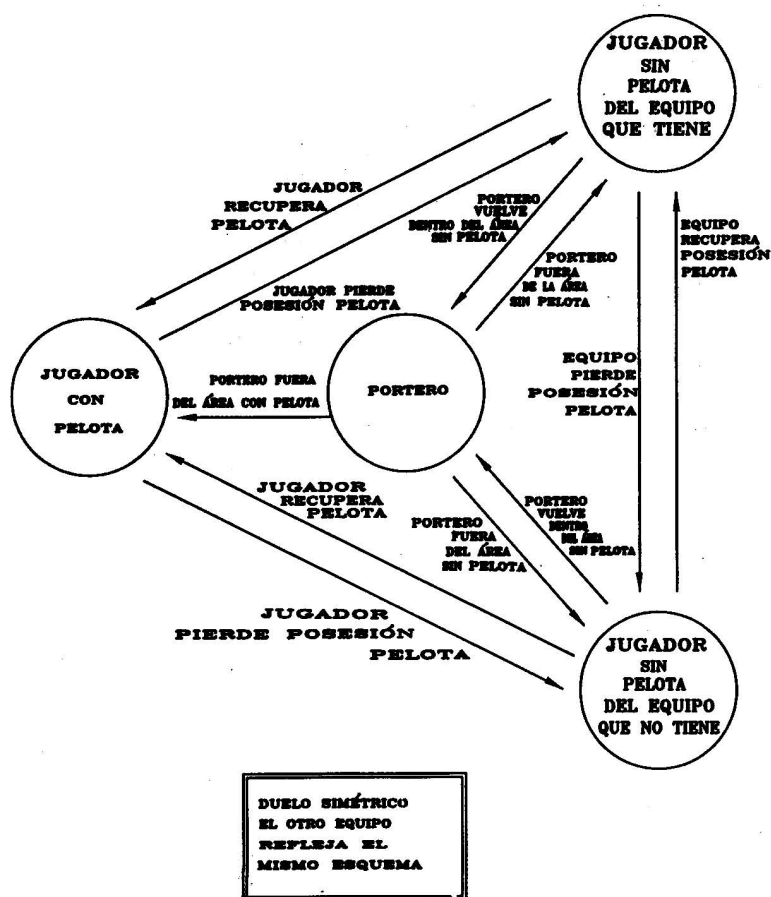 JUGADOR
SIN
PELOTA
DEL EQUIPO
QUE TIENE
JUGADOR
RECUPERA
PELOTA
PORTERO
VUELVE
DENTRO DEL ÁREA
SIN PELOTA
EQUIPO
RECUPERA
POSESIÓN
PELOTA
PORTERO
FUERA
DE LA ÁREA
SIN PELOTA
JUGADOR PIERDE
POSESIÓN PELOTA
JUGADOR
CON
PELOTA
PORTERO FUERA
DEL ÁREA CON PELOTA
PORTERO
EQUIPO
PIERDE
POSESIÓN
PELOTA
JUGADOR
RECUPERA
PELOTA
PORTERO
FUERA
DEL ÁREA
SIN PELOTA
PORTERO
VUELVE
DENTRO
DEL ÁREA
SIN PELOTA
JUGADOR
PIERDE POSESIÓN
PELOTA
JUGADOR
SIN
PELOTA
DEL EQUIPO
QUE NO TIENE
DUELO SIMÉTRICO
EL OTRO EQUIPO
REFLEJA EL
MISMO ESQUEMA